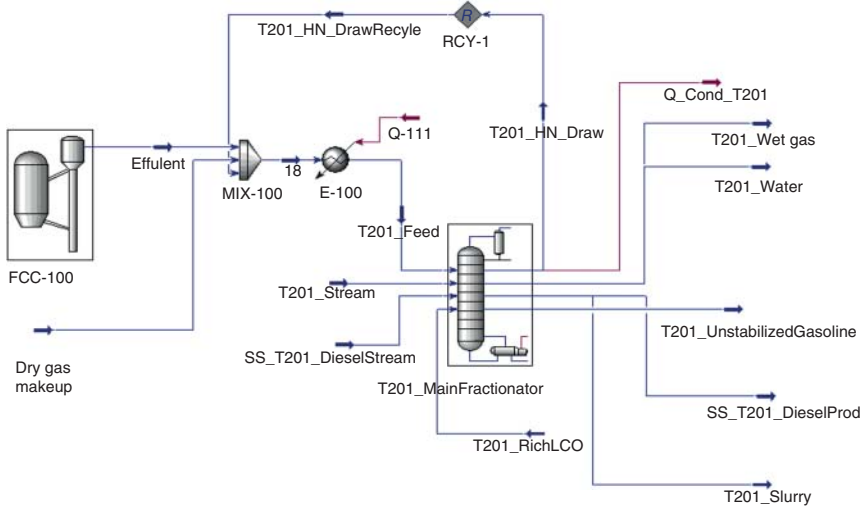 T201_HN_DrawRecyle
R
RCY-1
Q_Cond_T201
Q-111
T201_HN_Draw
T201_Wet gas
Effulent
18
T201_Water
MIX-100
E-100
T201_Feed
FCC-100
T201_Stream
T201_UnstabilizedGasoline
SS_T201_DieselStream
Dry gas
makeup
T201_MainFractionator
SS_T201_DieselProd
T201_RichLCO
T201_Slurry